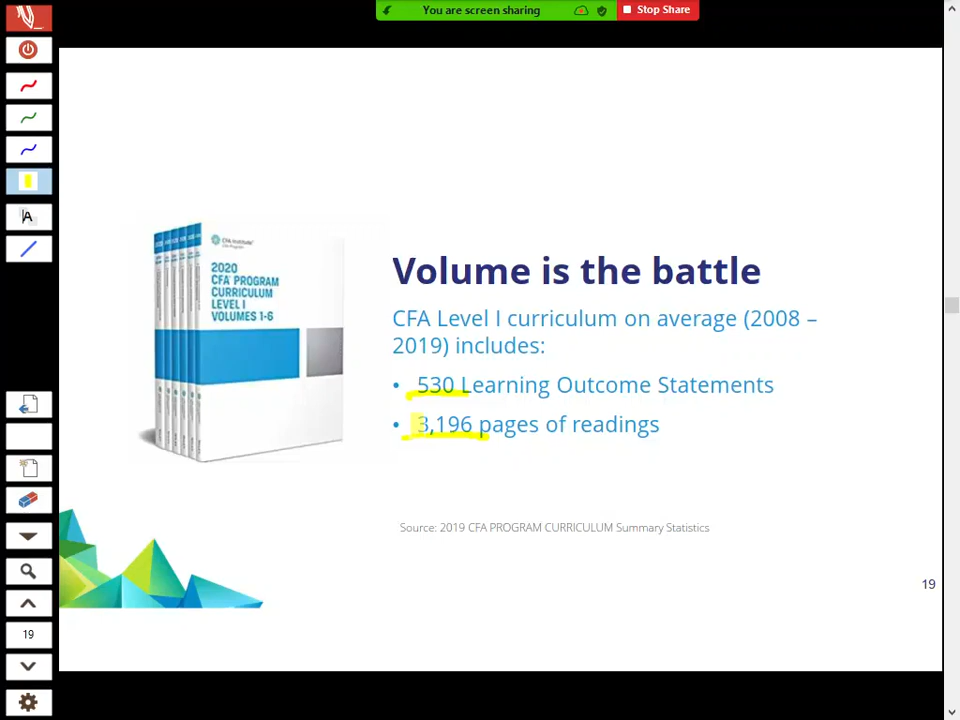 You are screen sharing
Stop Share
A
CFA Institute
2020
CFA PROGRAM
CURRICULUM
LEVEL I
VOLUMES 1-6
Volume is the battle
CFA Level I curriculum on average (2008 –
2019) includes:
• 530 Learning Outcome Statements
• 3,196 pages of readings
Source: 2019 CFA PROGRAM CURRICULUM Summary Statistics
19
19